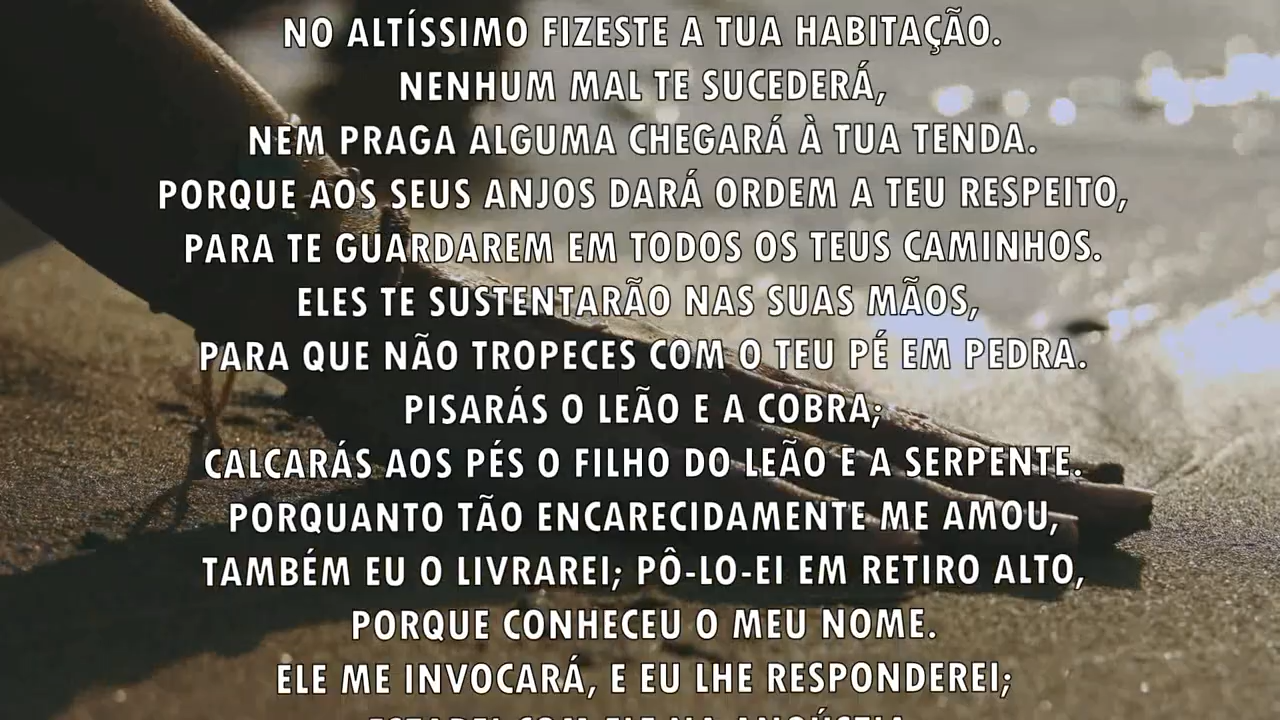 NO ALTÍSSIMO FIZESTE A TUA HABITAÇÃO.
NENHUM MAL TE SUCEDERÁ,
NEM PRAGA ALGUMA CHEGARÁ À TUA TENDA.
PORQUE AOS SEUS ANJOS DARÁ ORDEM A TEU RESPEITO,
PARA TE GUARDAREM EM TODOS OS TEUS CAMINHOS.
ELES TE SUSTENTARÃO NAS SUAS MÃOS,
PARA QUE NÃO TROPECES COM O TEU PÉ EM PEDRA.
PISARÁS O LEÃO E A COBRA;
CALCARÁS AOS PÉS O FILHO DO LEÃO E A SERPENTE.
PORQUANTO TÃO ENCARECIDAMENTE ME AMOU,
TAMBÉM EU O LIVRAREI; PÔ-LO-EI EM RETIRO ALTO,
PORQUE CONHECEU O MEU NOME.
ELE ME INVOCARÁ, E EU LHE RESPONDEREI;